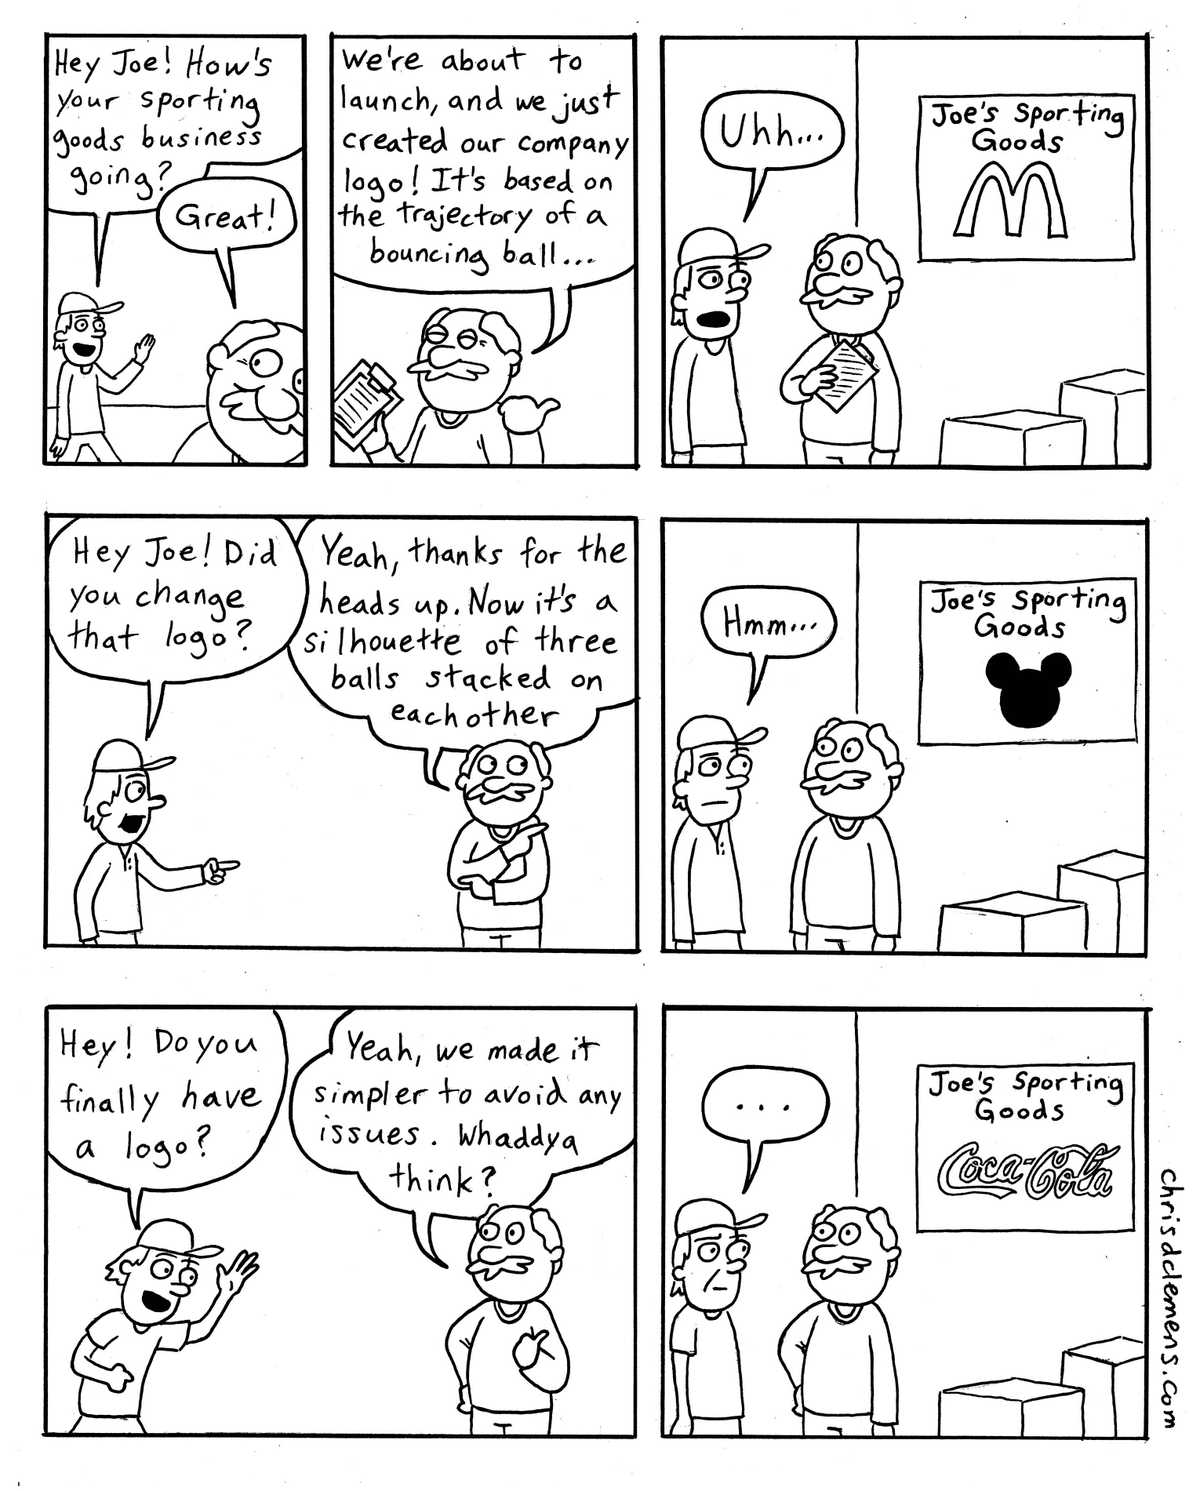 Hey Joe! How's
your sporting
goods business
going?
Great!
We're about to
launch, and we just
created our company
logo! It's based on
the trajectory of a
bouncing ball...
Uhh...
Joe's Sporting
Goods
M
Hey Joe! Did
you change
that logo?
Yeah, thanks for the
heads up. Now it's a
silhouette of three
balls stacked on
eachother
Hmm...
Joe's Sporting
Goods
Hey! Do you
finally have
a logo?
Yeah, we made it
simpler to avoid any
issues. Whaddya
think?
...
Joe's Sporting
Goods
Coca-Cola
chrisdclemens.com